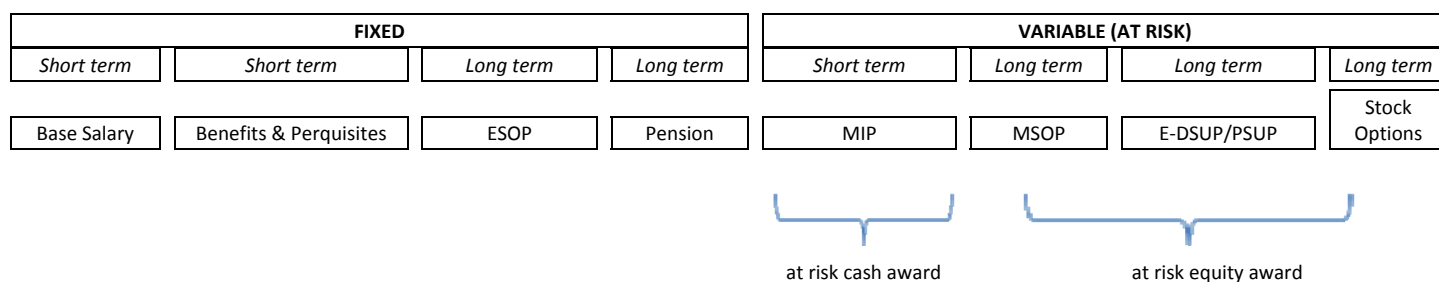 FIXED VARIABLE (AT RISK)
Short term Short term Long term Long term Short term Long term Long term Long term
Base Salary Benefits & Perquisites ESOP Pension MIP MSOP E-DSUP/PSUP Stock Options
at risk cash award at risk equity award